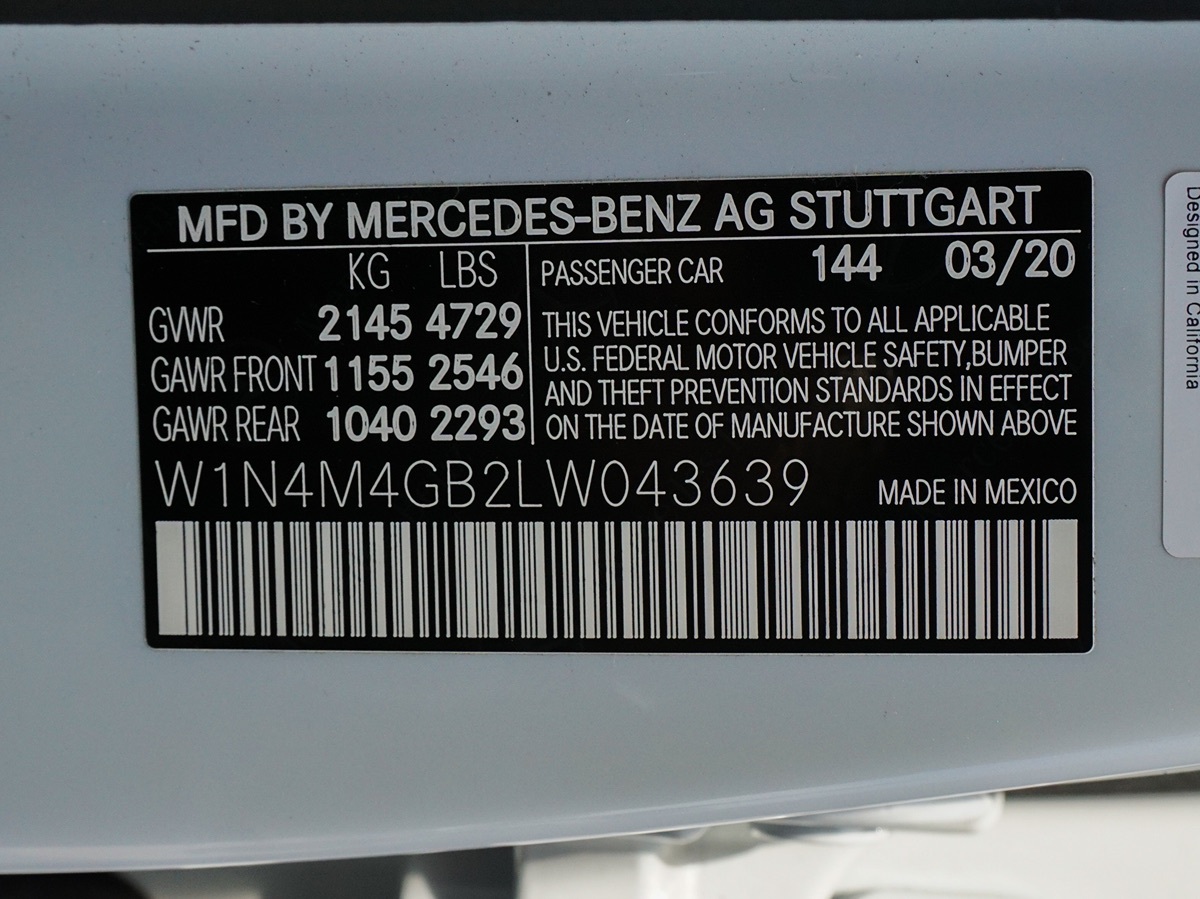 MFD BY MERCEDES-BENZ AG STUTTGART
KG LBS
GVWR 2145 4729
GAWR FRONT 1155 2546
GAWR REAR 1040 2293
PASSENGER CAR 144 03/20
THIS VEHICLE CONFORMS TO ALL APPLICABLE
U.S. FEDERAL MOTOR VEHICLE SAFETY,BUMPER
AND THEFT PREVENTION STANDARDS IN EFFECT
ON THE DATE OF MANUFACTURE SHOWN ABOVE
W1N4M4GB2LW043639 MADE IN MEXICO
Designed in California